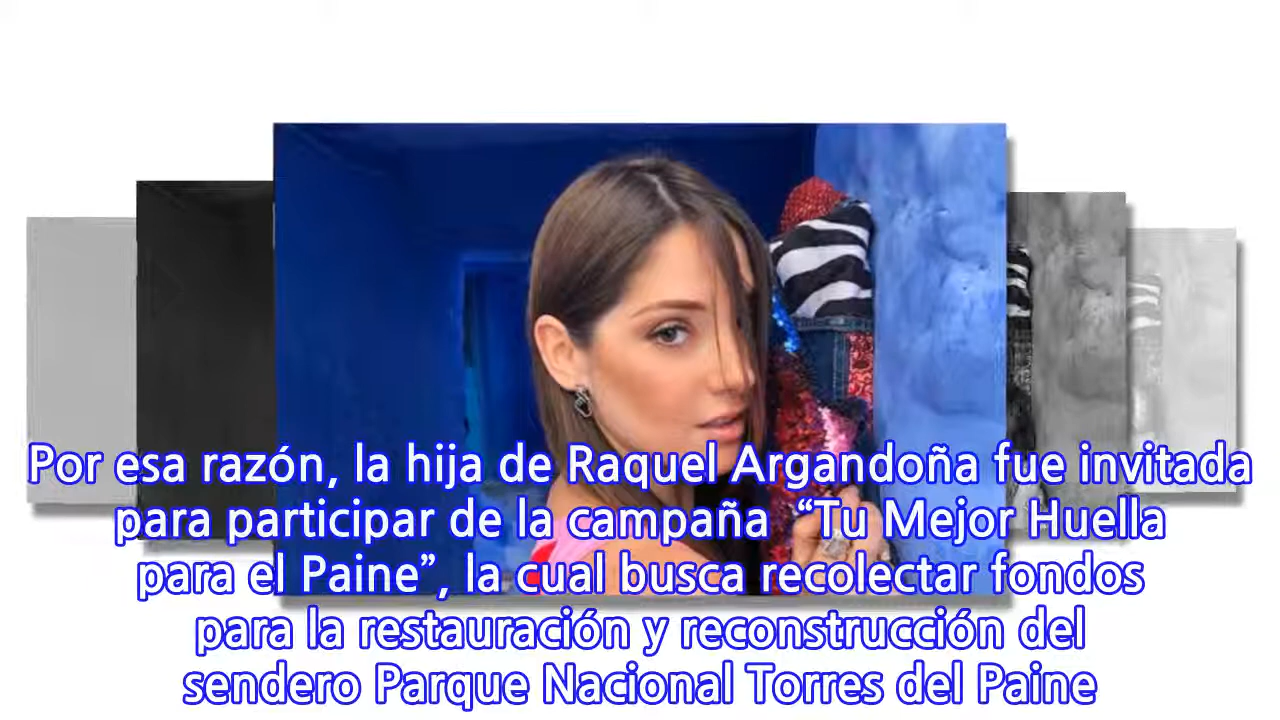 Por esa razón, la hija de Raquel Argandoña fue invitada
para participar de la campaña “Tu Mejor Huella
para el Paine”, la cual busca recolectar fondos
para la restauración y reconstrucción del
sendero Parque Nacional Torres del Paine